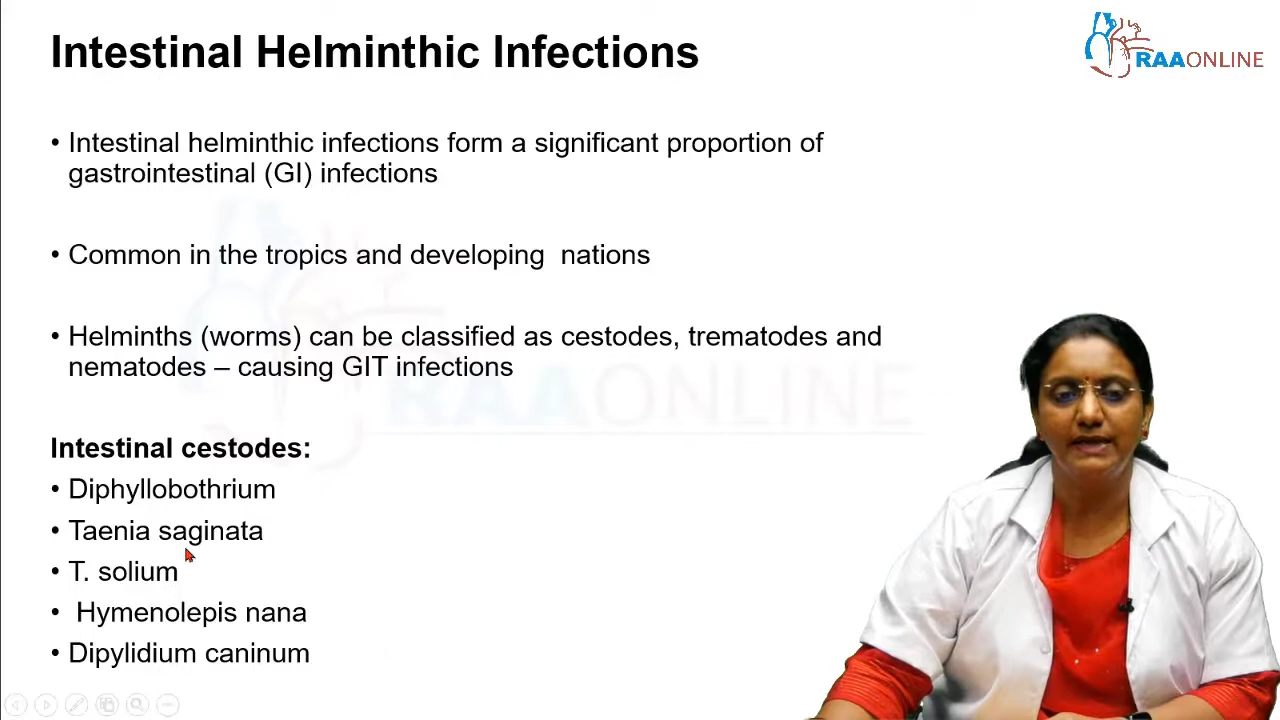 Intestinal Helminthic Infections
RAAONLINE
• Intestinal helminthic infections form a significant proportion of
gastrointestinal (GI) infections
• Common in the tropics and developing  nations
• Helminths (worms) can be classified as cestodes, trematodes and
nematodes – causing GIT infections
RAAONLINE
Intestinal cestodes:
• Diphyllobothrium
• Taenia saginata
• T. solium
•  Hymenolepis nana
• Dipylidium caninum